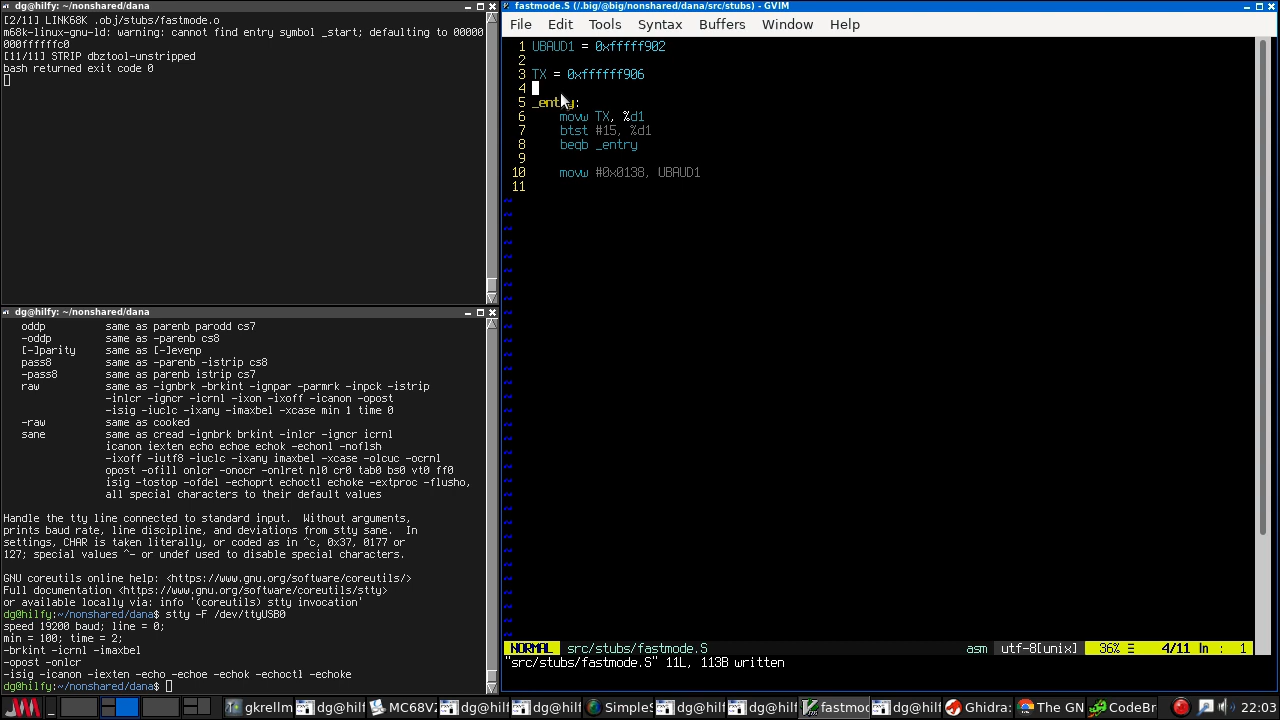 dg@hilfy: ~/nonshared/dana
[2/11] LINKOBJ .obj/stubs/fastmode.o
m68k-linux-gnu-ld: warning: cannot find entry symbol _start; defaulting to 00000
000ffffffc0
[11/11] STRIP dbztool-unstripped
bash returned exit code 0
dg@hilfy: ~/nonshared/dana
oddp same as parenb parodd cs7
-oddp same as -parenb cs8
[-]parity same as [-]evenp
pass8 same as -parenb -istrip cs8
-pass8 same as parenb istrip cs7
raw same as -ignbrk -brkint -ignpar -parmrk -inpck -istrip
-inlcr -igncr -icrnl -ixon -ixoff -icanon -opost
-isig -iuclc -ixany -imaxbel -xcase min 1 time 0
-raw same as cooked
sane same as cread -ignbrk brkint -inlcr -igncr icrnl
icanon iexten echo echoe echok -echonl -noflsh
-ixoff -iutf8 -iuclc -ixany imaxbel -xcase -olcuc -ocrnl
opost -ofill onlcr -onocr -onlret nl0 cr0 tab0 bs0 vt0 ff0
isig -tostop -ofdel -echoprt echoctl echoke -extproc -flusho,
all special characters to their default values
Handle the tty line connected to standard input.  Without arguments,
prints baud rate, line discipline, and deviations from stty sane.  In
settings, CHAR is taken literally, or coded as in ^c, 0x37, 0177 or
127; special values ^- or undef used to disable special characters.
GNU coreutils online help: <https://www.gnu.org/software/coreutils/>
Full documentation <https://www.gnu.org/software/coreutils/stty>
or available locally via: info '(coreutils) stty invocation'
dg@hilfy:~/nonshared/dana$ stty -F /dev/ttyUSB0
speed 19200 baud; line = 0;
min = 100; time = 2;
-brkint -icrnl -imaxbel
-opost -onlcr
-isig -icanon -iexten -echo -echoe -echok -echoctl -echoke
dg@hilfy:~/nonshared/dana$
fastmode.S (/.big/@big/nonshared/dana/src/stubs) - GVIM
File Edit Tools Syntax Buffers Window Help
1 UBAUD1 = 0xfffff902
2
3 TX = 0xffffff906
4
5 _entry:
6 movw TX, %d1
7 btst #15, %d1
8 beqb _entry
9
10 movw #0x0138, UBAUD1
11
NORMAL src/stubs/fastmode.S asm utf-8[unix] 36% ☰ 4/11 ln : 1
"src/stubs/fastmode.S" 11L, 113B written
gkrellm dg@hilf MC68V dg@hil dg@hi Simple dg@hil dg@hil fastmod dg@hil Ghidra: The GN CodeBr 22:03